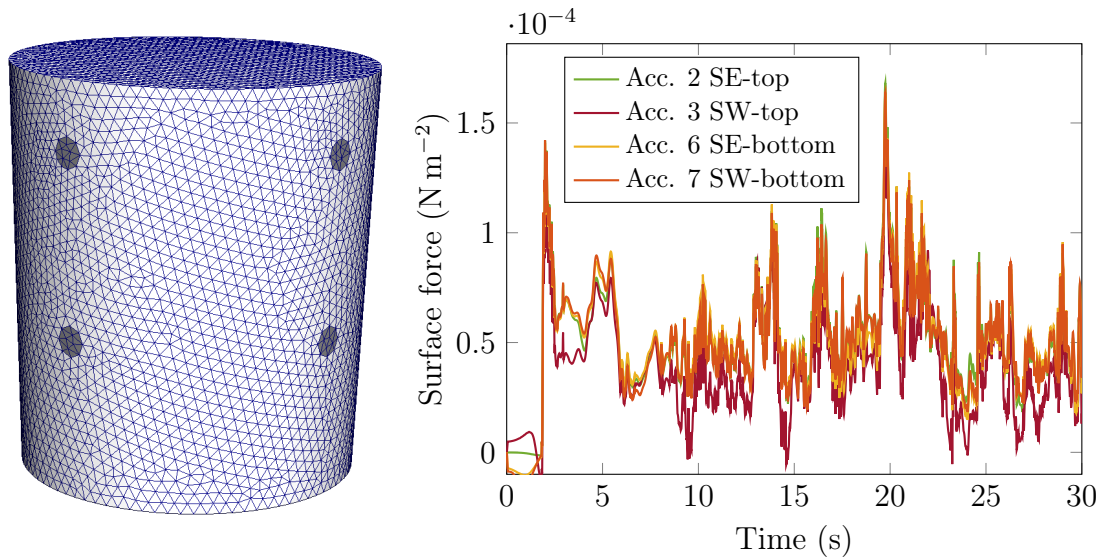 ·10⁻⁴
Surface force (N m⁻²)
1.5
1
0.5
0
Acc. 2 SE-top
Acc. 3 SW-top
Acc. 6 SE-bottom
Acc. 7 SW-bottom
0 5 10 15 20 25 30
Time (s)